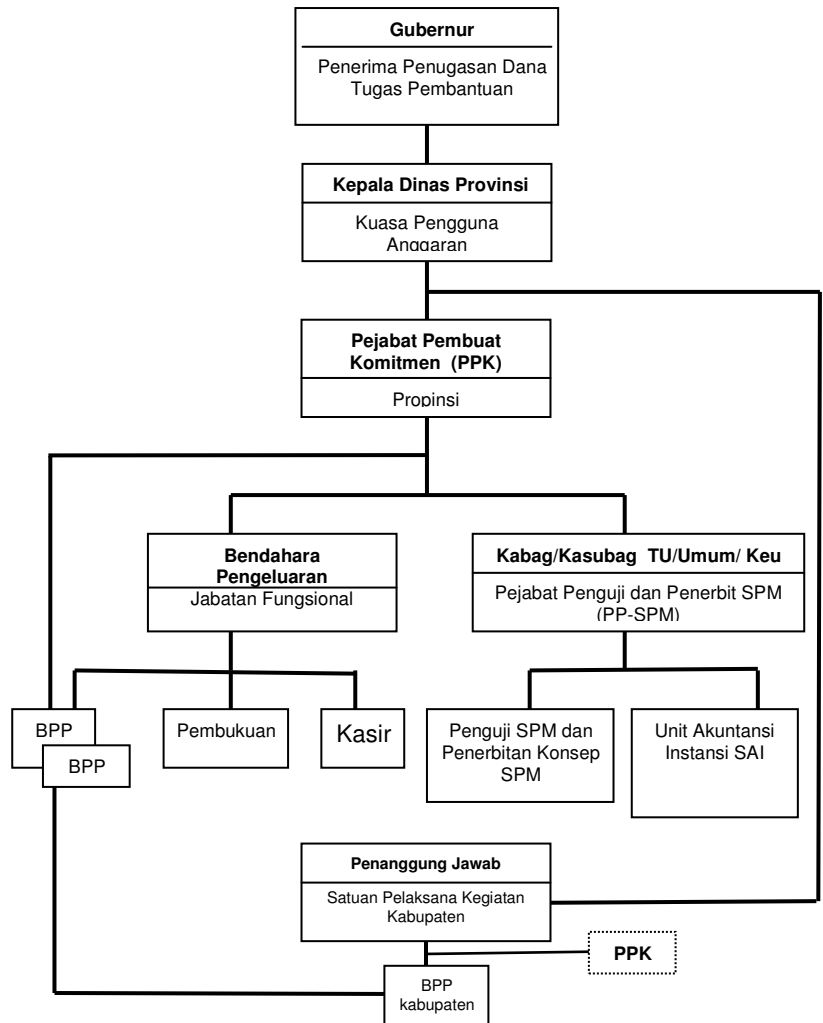 Gubernur
Penerima Penugasan Dana
Tugas Pembantuan
Kepala Dinas Provinsi
Kuasa Pengguna
Anggaran
Pejabat Pembuat
Komitmen (PPK)
Propinsi
Bendahara
Pengeluaran
Jabatan Fungsional
Kabag/Kasubag TU/Umum/ Keu
Pejabat Penguji dan Penerbit SPM
(PP-SPM)
BPP
BPP
Pembukuan
Kasir
Penguji SPM dan
Penerbitan Konsep
SPM
Unit Akuntansi
Instansi SAI
Penanggung Jawab
Satuan Pelaksana Kegiatan
Kabupaten
PPK
BPP
kabupaten